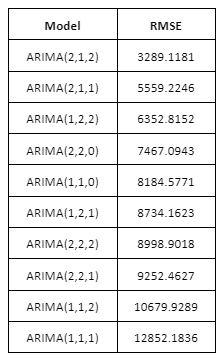 Model RMSE
ARIMA(2,1,2) 3289.1181
ARIMA(2,1,1) 5559.2246
ARIMA(1,2,2) 6352.8152
ARIMA(2,2,0) 7467.0943
ARIMA(1,1,0) 8184.5771
ARIMA(1,2,1) 8734.1623
ARIMA(2,2,2) 8998.9018
ARIMA(2,2,1) 9252.4627
ARIMA(1,1,2) 10679.9289
ARIMA(1,1,1) 12852.1836